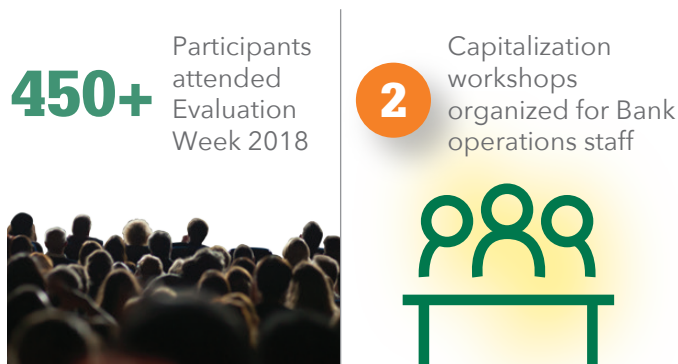 450+
Participants
attended
Evaluation
Week 2018
2
Capitalization
workshops
organized for Bank
operations staff